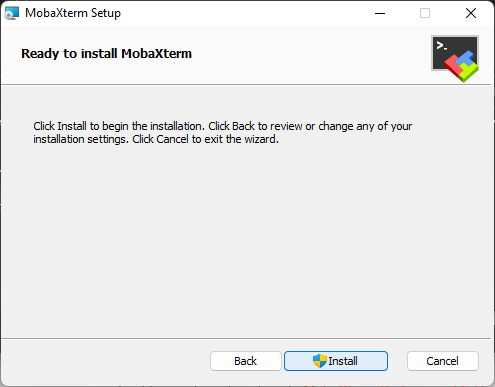 MobaXterm Setup
Ready to install MobaXterm
>.
Click Install to begin the installation. Click Back to review or change any of your
installation settings. Click Cancel to exit the wizard.
Back
Install
Cancel